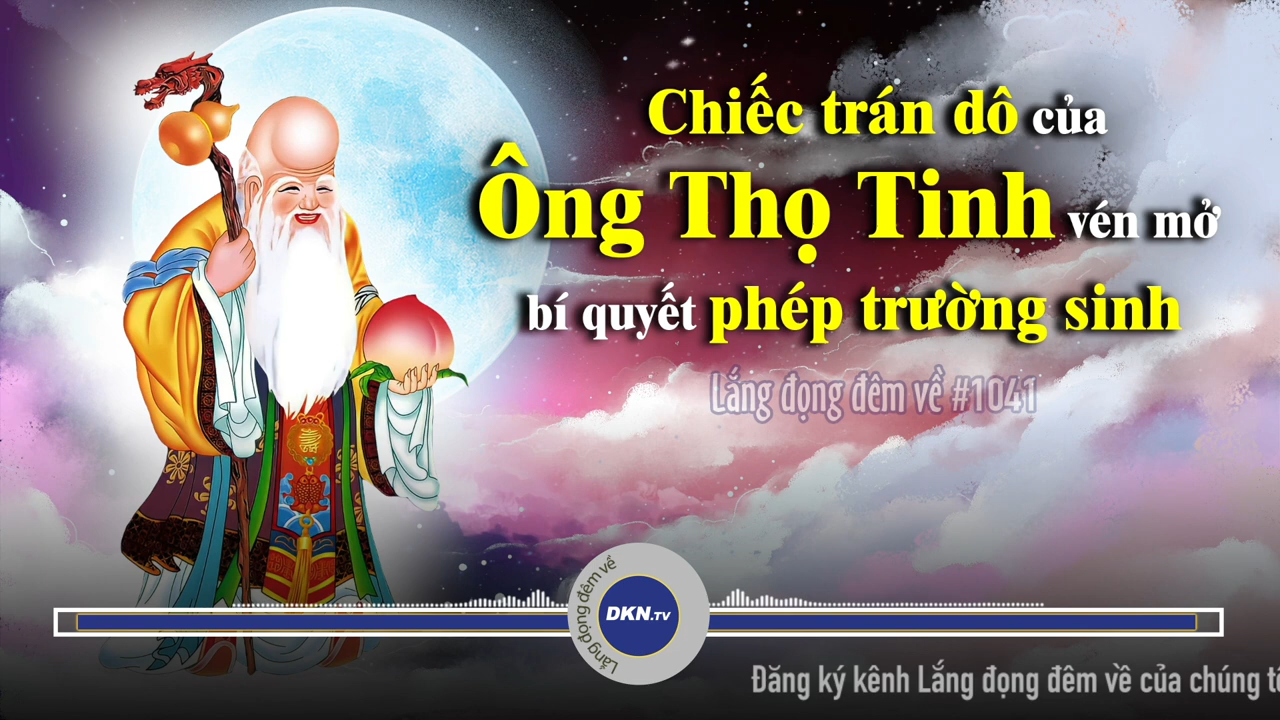 Chiếc trán dô của
Ông Thọ Tinh vén mở
bí quyết phép trường sinh
Lắng đọng đêm về #1041
Lắng đọng đêm về
DKN.TV
Đăng ký kênh Lắng đọng đêm về của chúng tô